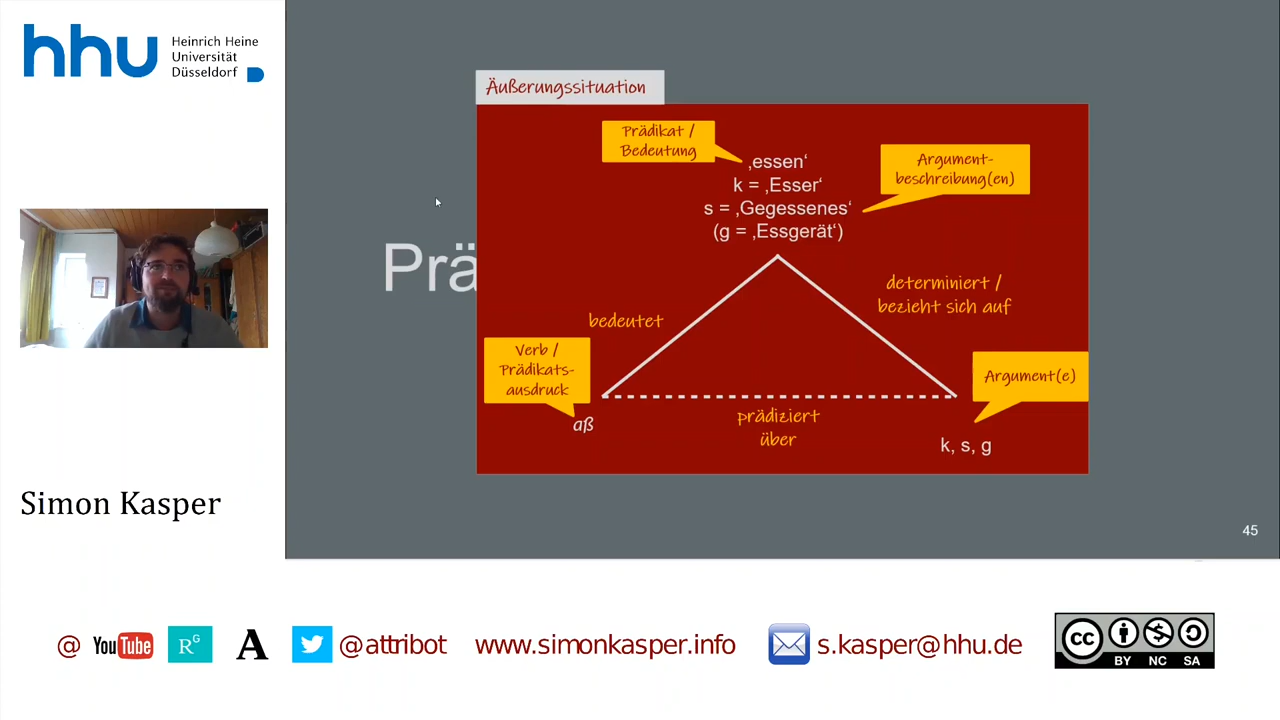 hhu
Heinrich Heine
Universität
Düsseldorf
Äußerungssituation
Prädikat /
Bedeutung
‚essen‘
k = ‚Esser‘
s = ‚Gegessenes‘
(g = ‚Essgerät‘)
Argument-
beschreibung(en)
Prä
determiniert /
bezieht sich auf
bedeutet
Verb /
Prädikats-
ausdruck
Argument(e)
aß
prädiziert
über
k, s, g
Simon Kasper
45
@ YouTube RG A @attribot www.simonkasper.info s.kasper@hhu.de
cc
BY NC SA